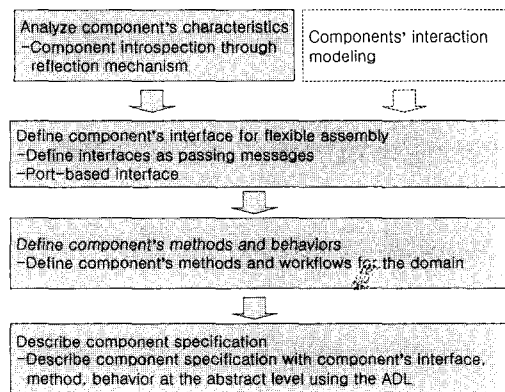 Analyze component's characteristics
-Component introspection through
reflection mechanism
Components' interaction
modeling
Define component's interface for flexible assembly
-Define interfaces as passing messages
-Port-based interface
Define component's methods and behaviors
-Define component's methods and workflows for the domain
Describe component specification
-Describe component specification with component's interface,
method, behavior at the abstract level using the ADL